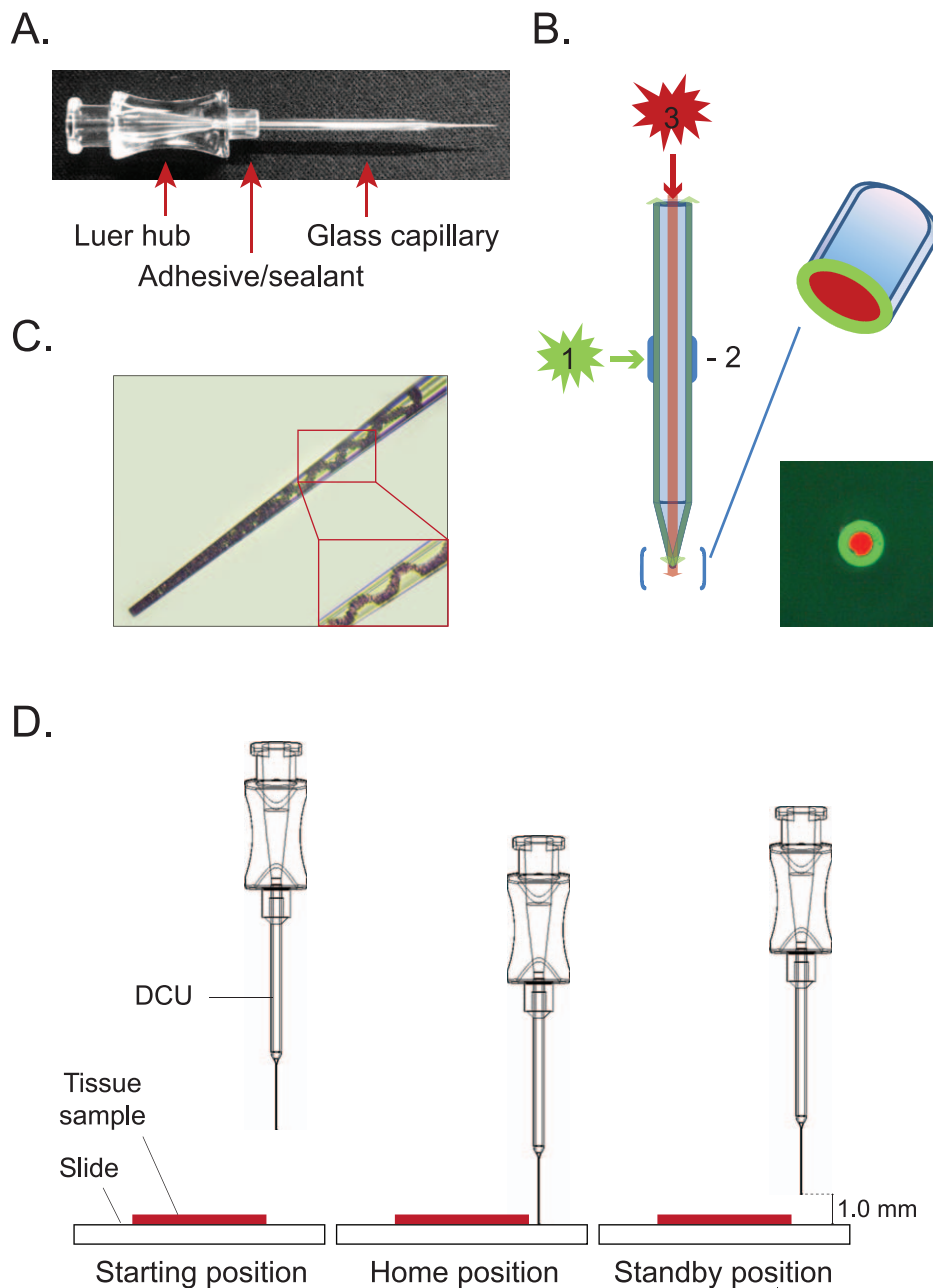 A.
Luer hub
Glass capillary
Adhesive/sealant
B.
3
1
- 2
C.
D.
DCU
Tissue
sample
Slide
1.0 mm
Starting position
Home position
Standby position